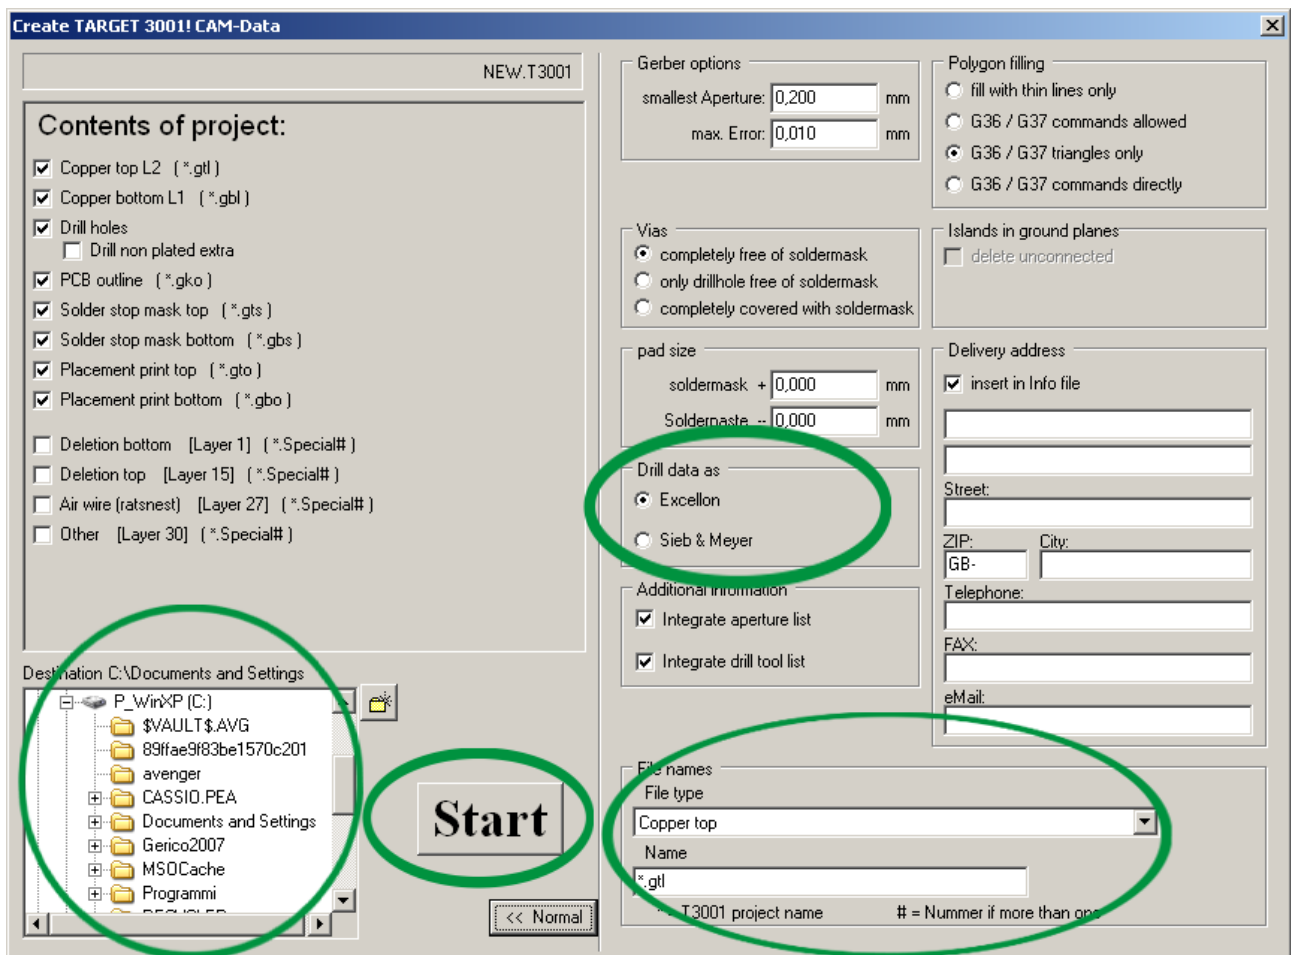 Create TARGET 3001! CAM-Data
NEW.T3001
Contents of project:
Copper top L2 ( *.gtl )
Copper bottom L1 ( *.gbl )
Drill holes
Drill non plated extra
PCB outline ( *.gko )
Solder stop mask top ( *.gts )
Solder stop mask bottom ( *.gbs )
Placement print top ( *.gto )
Placement print bottom ( *.gbo )
Deletion bottom [Layer 1] ( *.Special# )
Deletion top [Layer 15] ( *.Special# )
Air wire (ratsnest) [Layer 27] ( *.Special# )
Other [Layer 30] ( *.Special# )
Destination C:\Documents and Settings
P_WinXP (C:)
$VAULT$.AVG
89ffae9f83be1570c201
avenger
CASSIO.PEA
Documents and Settings
Gerico2007
MSOCache
Programmi
Start
<< Normal
Gerber options
smallest Aperture: 0,200 mm
max. Error: 0,010 mm
Vias
completely free of soldermask
only drillhole free of soldermask
completely covered with soldermask
pad size
soldermask + 0,000 mm
Solderpaste -- 0,000 mm
Drill data as
Excellon
Sieb & Meyer
Additional information
Integrate aperture list
Integrate drill tool list
Polygon filling
fill with thin lines only
G36 / G37 commands allowed
G36 / G37 triangles only
G36 / G37 commands directly
Islands in ground planes
delete unconnected
Delivery address
insert in Info file
Street:
ZIP: City:
GB-
Telephone:
FAX:
eMail:
File names
File type
Copper top
Name
*.gtl
T3001 project name # = Nummer if more than one